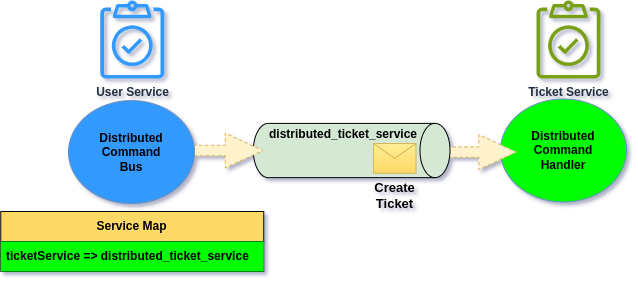 User Service
Ticket Service
Distributed
Command
Bus
distributed_ticket_service
Create
Ticket
Distributed
Command
Handler
Service Map
ticketService => distributed_ticket_service